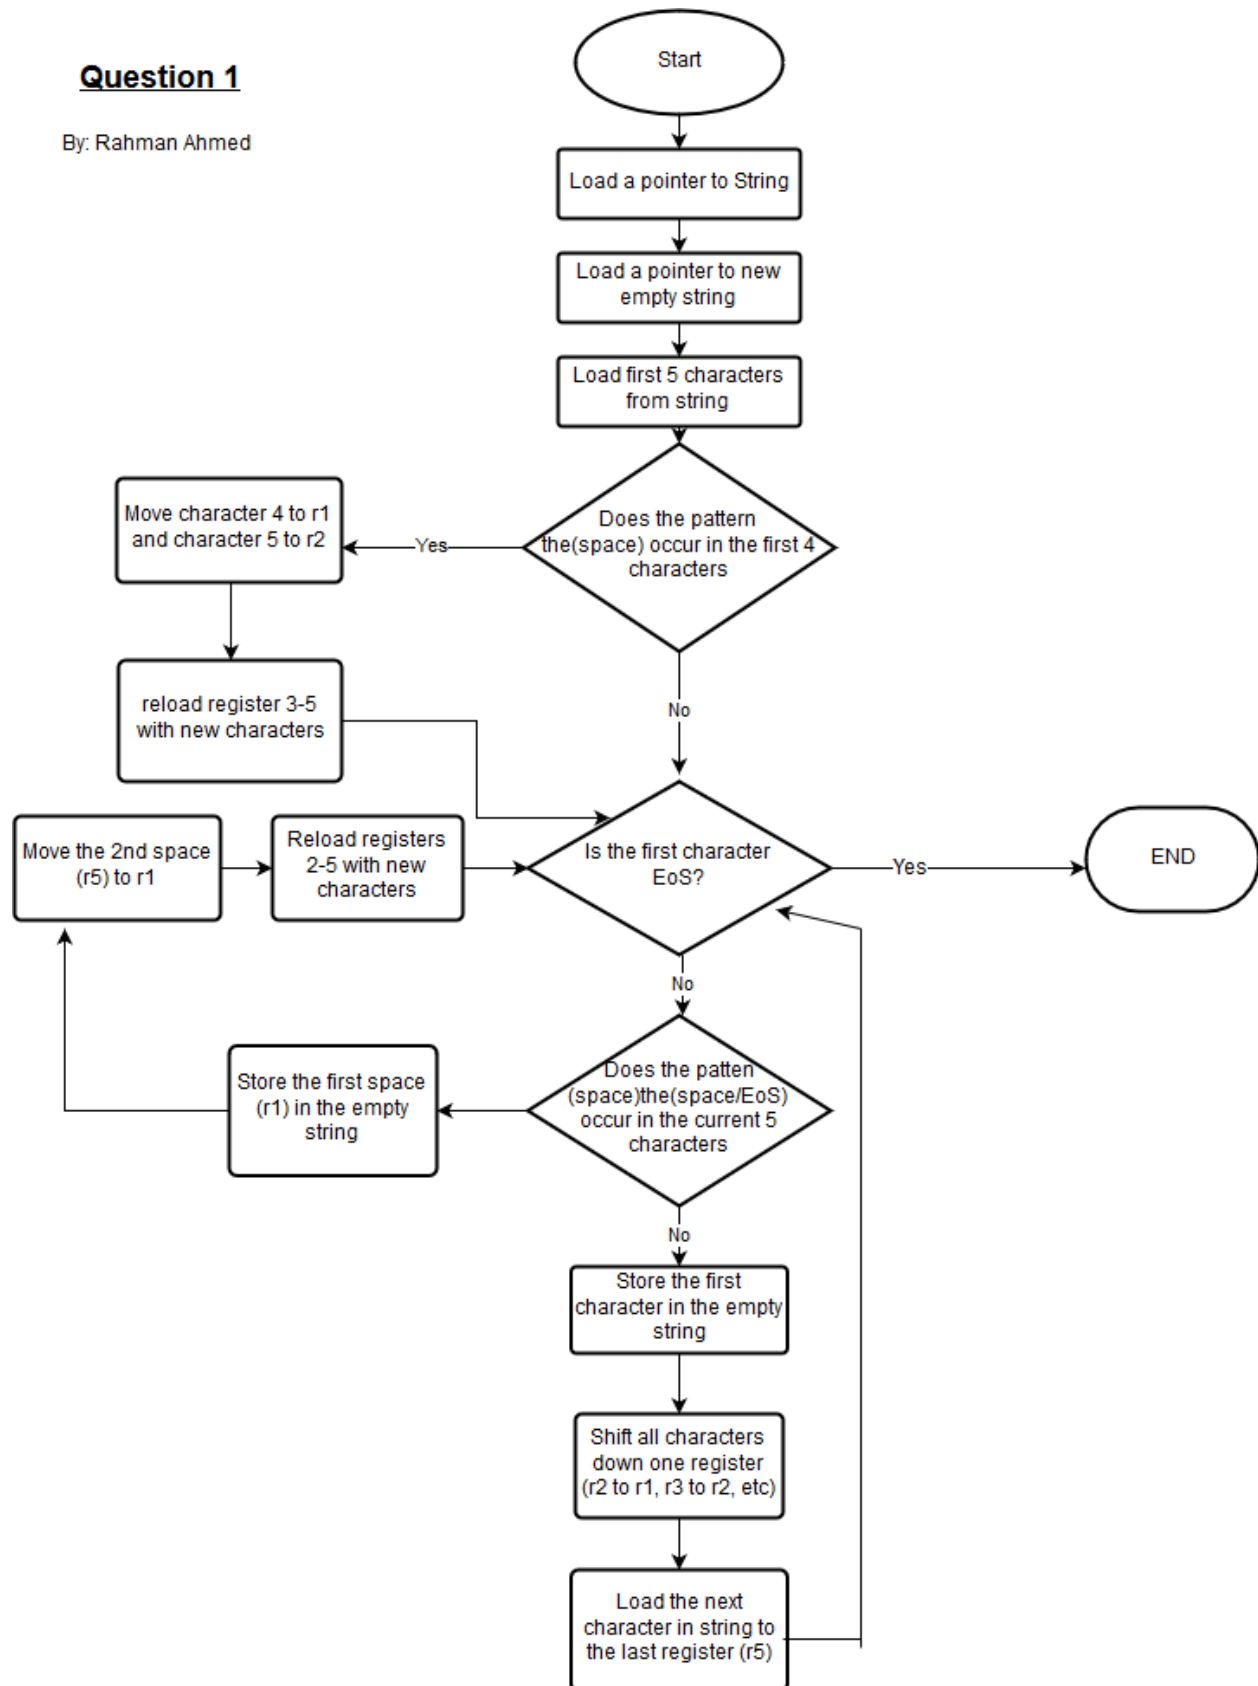 Question 1
By: Rahman Ahmed
Start
Load a pointer to String
Load a pointer to new
empty string
Load first 5 characters
from string
Does the pattern
the(space) occur in the first 4
characters
Yes
Move character 4 to r1
and character 5 to r2
reload register 3-5
with new characters
No
Is the first character
EoS?
Yes
END
Move the 2nd space
(r5) to r1
Reload registers
2-5 with new
characters
No
Does the patten
(space)the(space/EoS)
occur in the current 5
characters
Store the first space
(r1) in the empty
string
No
Store the first
character in the empty
string
Shift all characters
down one register
(r2 to r1, r3 to r2, etc)
Load the next
character in string to
the last register (r5)